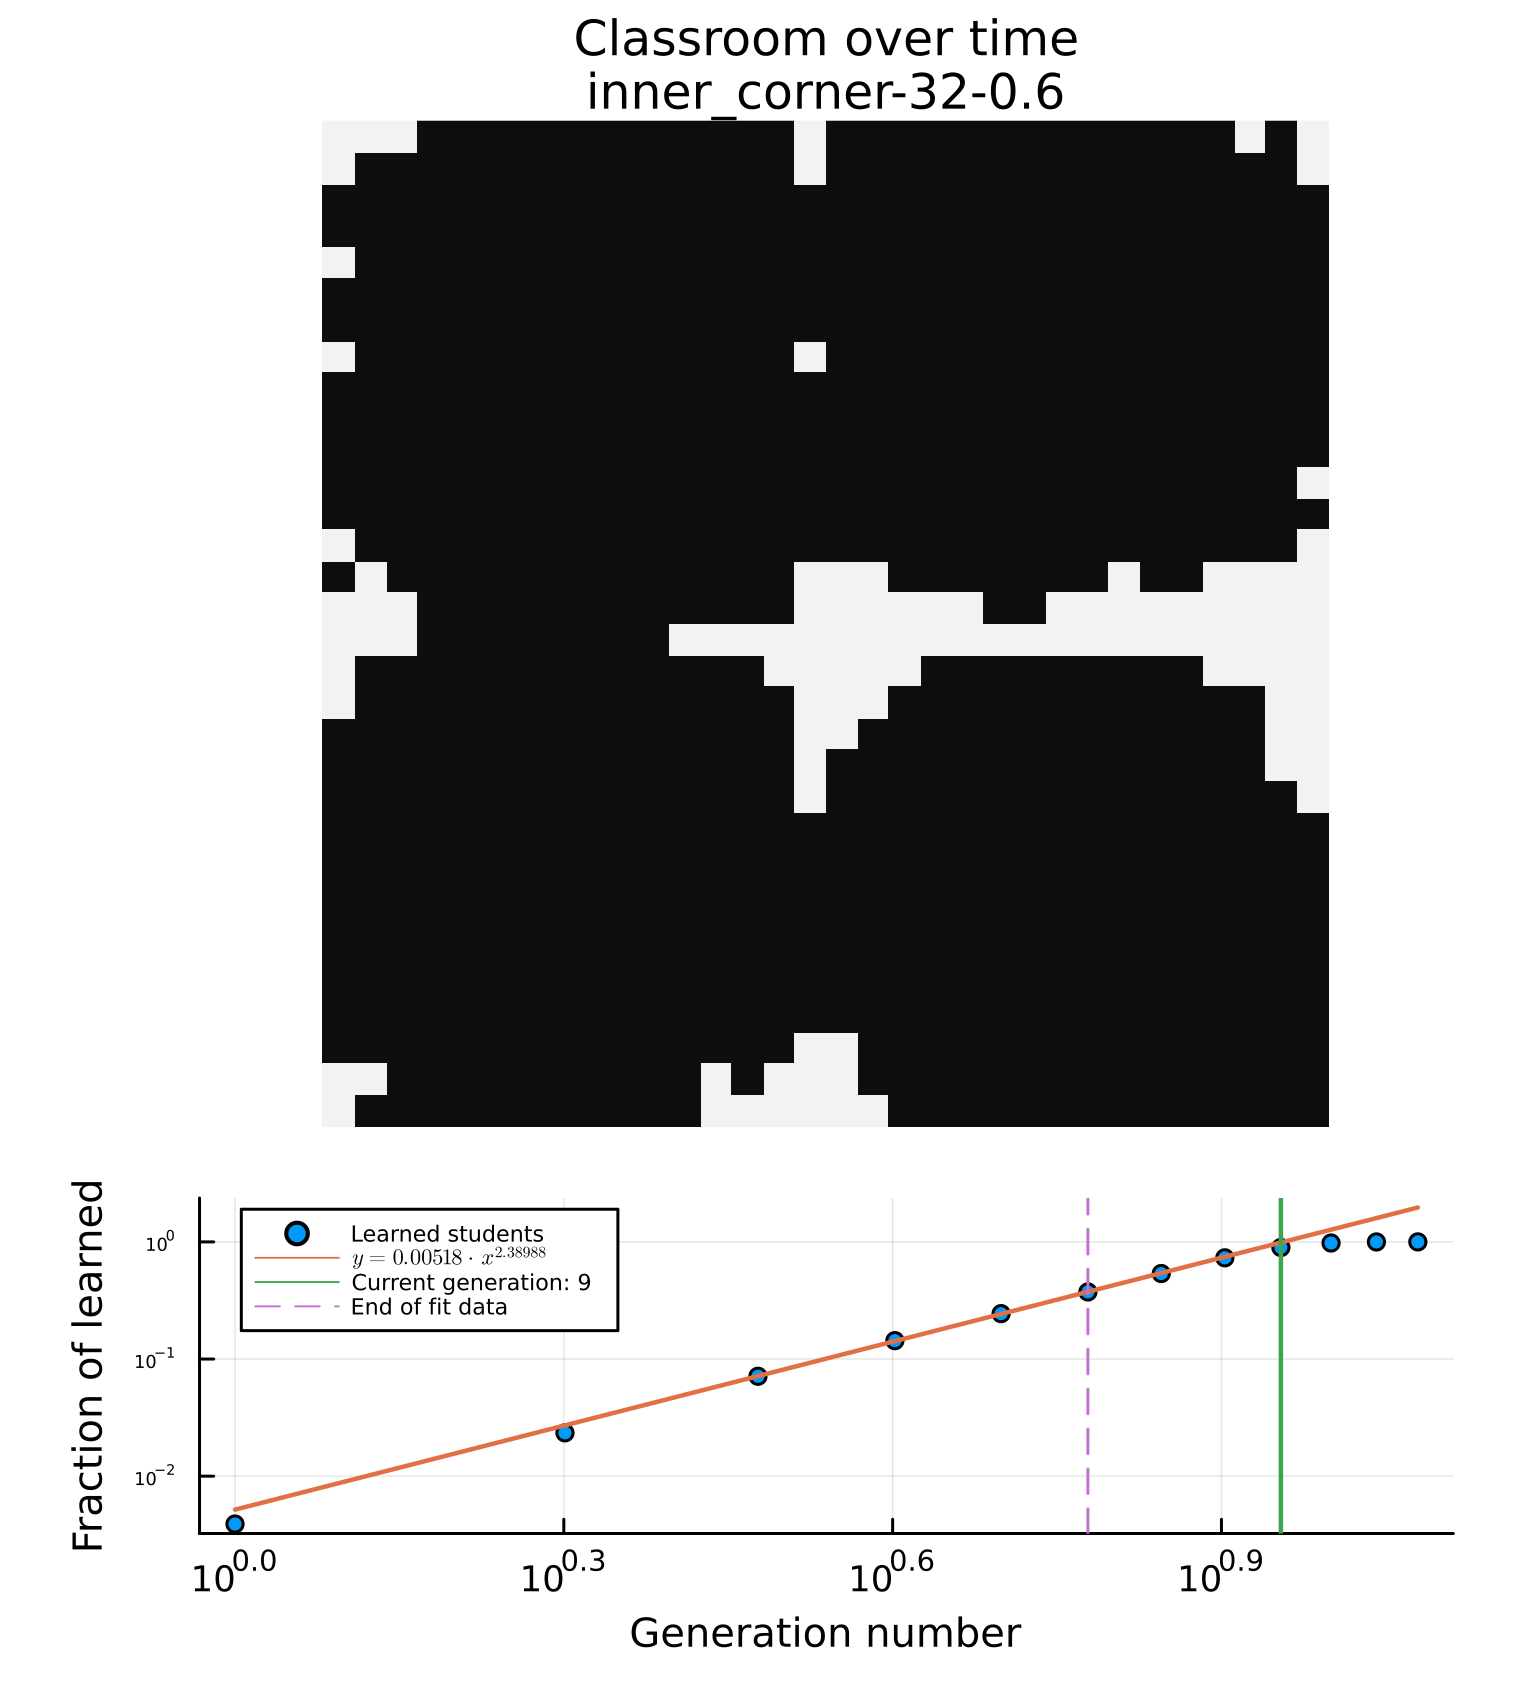 Classroom over time
inner_corner-32-0.6
Fraction of learned
10⁰
10⁻¹
10⁻²
Learned students
y = 0.00518 · x^2.38988
Current generation: 9
End of fit data
10^0.0 10^0.3 10^0.6 10^0.9
Generation number